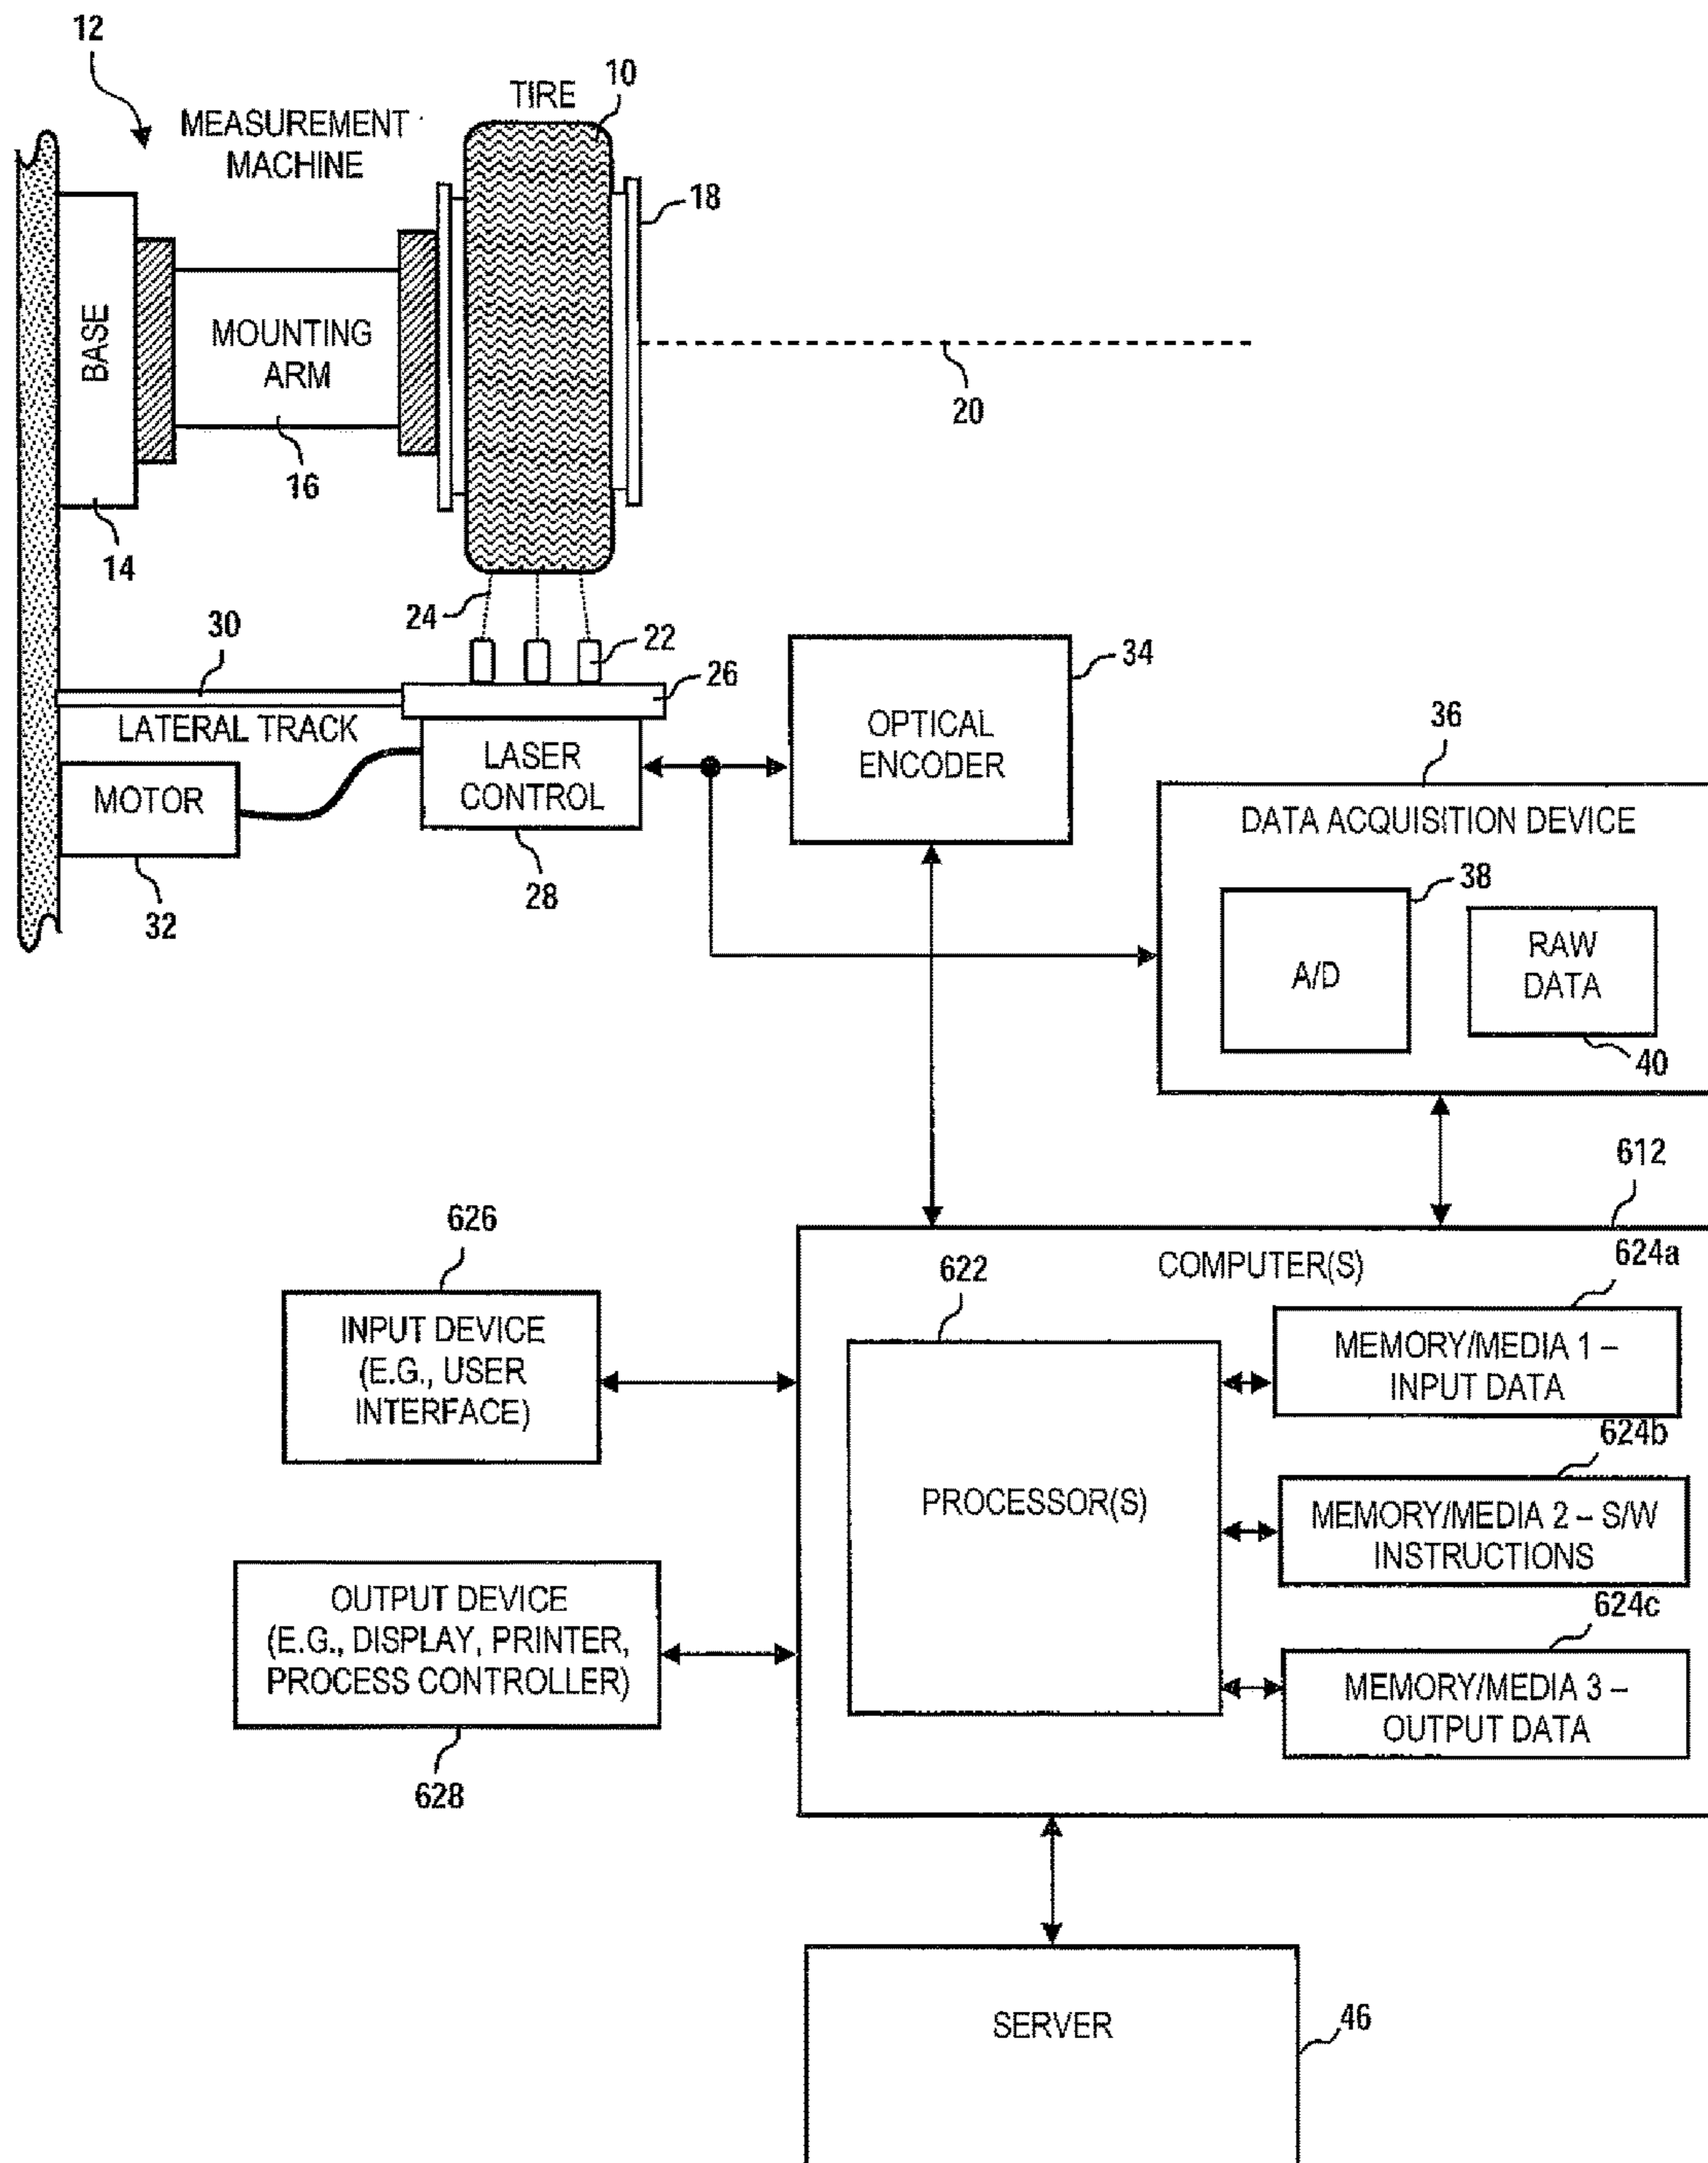 12
10
TIRE
MEASUREMENT
MACHINE
18
BASE
MOUNTING
ARM
20
16
14
24
30
22
34
26
LATERAL TRACK
OPTICAL
ENCODER
36
LASER
CONTROL
MOTOR
DATA ACQUISITION DEVICE
38
28
32
RAW
DATA
A/D
40
612
626
624a
622
COMPUTER(S)
INPUT DEVICE
(E.G., USER
INTERFACE)
MEMORY/MEDIA 1 –
INPUT DATA
624b
PROCESSOR(S)
MEMORY/MEDIA 2 – S/W
INSTRUCTIONS
OUTPUT DEVICE
(E.G., DISPLAY, PRINTER,
PROCESS CONTROLLER)
624c
MEMORY/MEDIA 3 –
OUTPUT DATA
628
SERVER
46